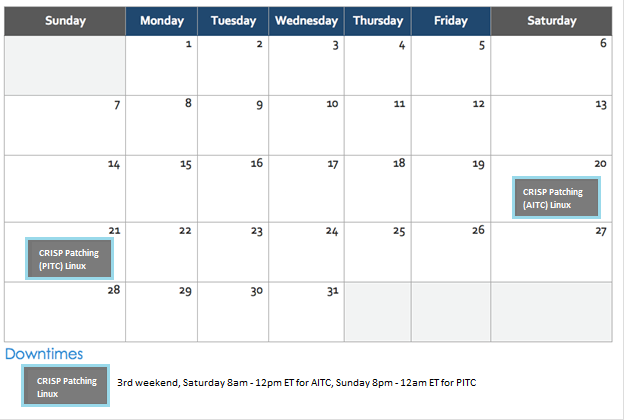 Sunday Monday Tuesday Wednesday Thursday Friday Saturday
1 2 3 4 5 6
7 8 9 10 11 12 13
14 15 16 17 18 19 20
CRISP Patching
(AITC) Linux
21 22 23 24 25 26 27
CRISP Patching
(PITC) Linux
28 29 30 31
Downtimes
CRISP Patching
Linux
3rd weekend, Saturday 8am - 12pm ET for AITC, Sunday 8pm - 12am ET for PITC